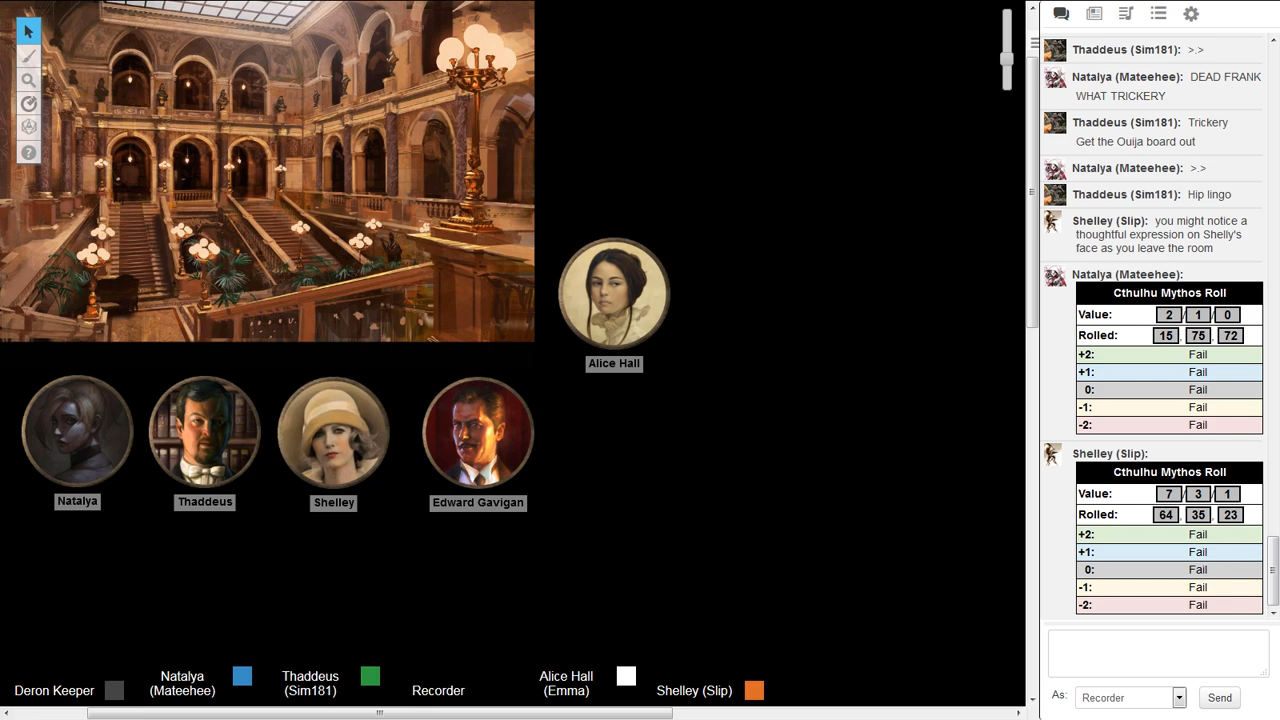 Alice Hall
Natalya
Thaddeus
Shelley
Edward Gavigan
Deron Keeper
Natalya
(Mateehee)
Thaddeus
(Sim181)
Recorder
Alice Hall
(Emma)
Shelley (Slip)
Thaddeus (Sim181): >.>
Natalya (Mateehee): DEAD FRANK
WHAT TRICKERY
Thaddeus (Sim181): Trickery
Get the Ouija board out
Natalya (Mateehee): >.>
Thaddeus (Sim181): Hip lingo
Shelley (Slip): you might notice a
thoughtful expression on Shelly's
face as you leave the room
Natalya (Mateehee):
Cthulhu Mythos Roll
Value: 2 / 1 / 0
Rolled: 15, 75, 72
+2: Fail
+1: Fail
0: Fail
-1: Fail
-2: Fail
Shelley (Slip):
Cthulhu Mythos Roll
Value: 7 / 3 / 1
Rolled: 64, 35, 23
+2: Fail
+1: Fail
0: Fail
-1: Fail
-2: Fail
As: Recorder Send